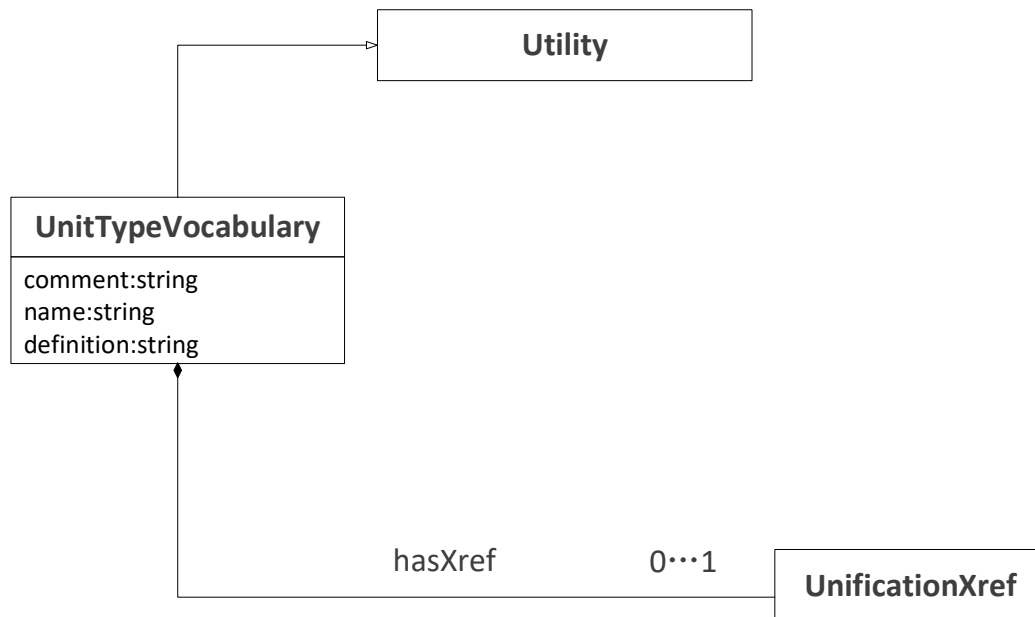 Utility
UnitTypeVocabulary
comment:string
name:string
definition:string
hasXref
0⋯1
UnificationXref